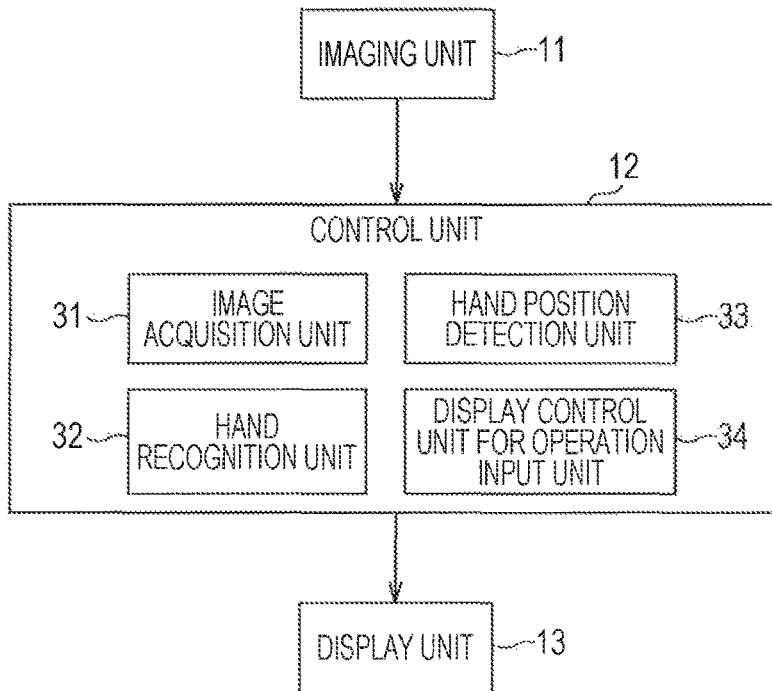 IMAGING UNIT
11
12
CONTROL UNIT
31
IMAGE
ACQUISITION UNIT
HAND POSITION
DETECTION UNIT
33
32
HAND
RECOGNITION UNIT
DISPLAY CONTROL
UNIT FOR OPERATION
INPUT UNIT
34
DISPLAY UNIT
13